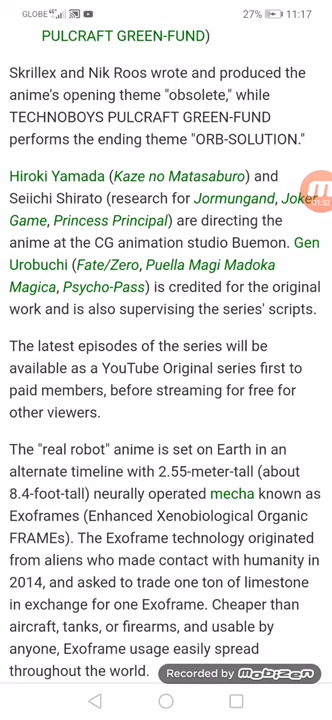 GLOBE 27% 11:17
PULCRAFT GREEN-FUND)
Skrillex and Nik Roos wrote and produced the
anime's opening theme "obsolete," while
TECHNOBOYS PULCRAFT GREEN-FUND
performs the ending theme "ORB-SOLUTION."
Hiroki Yamada (Kaze no Matasaburo) and
Seiichi Shirato (research for Jormungand, Joker
Game, Princess Principal) are directing the
01:52
anime at the CG animation studio Buemon. Gen
Urobuchi (Fate/Zero, Puella Magi Madoka
Magica, Psycho-Pass) is credited for the original
work and is also supervising the series' scripts.
The latest episodes of the series will be
available as a YouTube Original series first to
paid members, before streaming for free for
other viewers.
The "real robot" anime is set on Earth in an
alternate timeline with 2.55-meter-tall (about
8.4-foot-tall) neurally operated mecha known as
Exoframes (Enhanced Xenobiological Organic
FRAMEs). The Exoframe technology originated
from aliens who made contact with humanity in
2014, and asked to trade one ton of limestone
in exchange for one Exoframe. Cheaper than
aircraft, tanks, or firearms, and usable by
anyone, Exoframe usage easily spread
throughout the world.
Recorded by mobizen